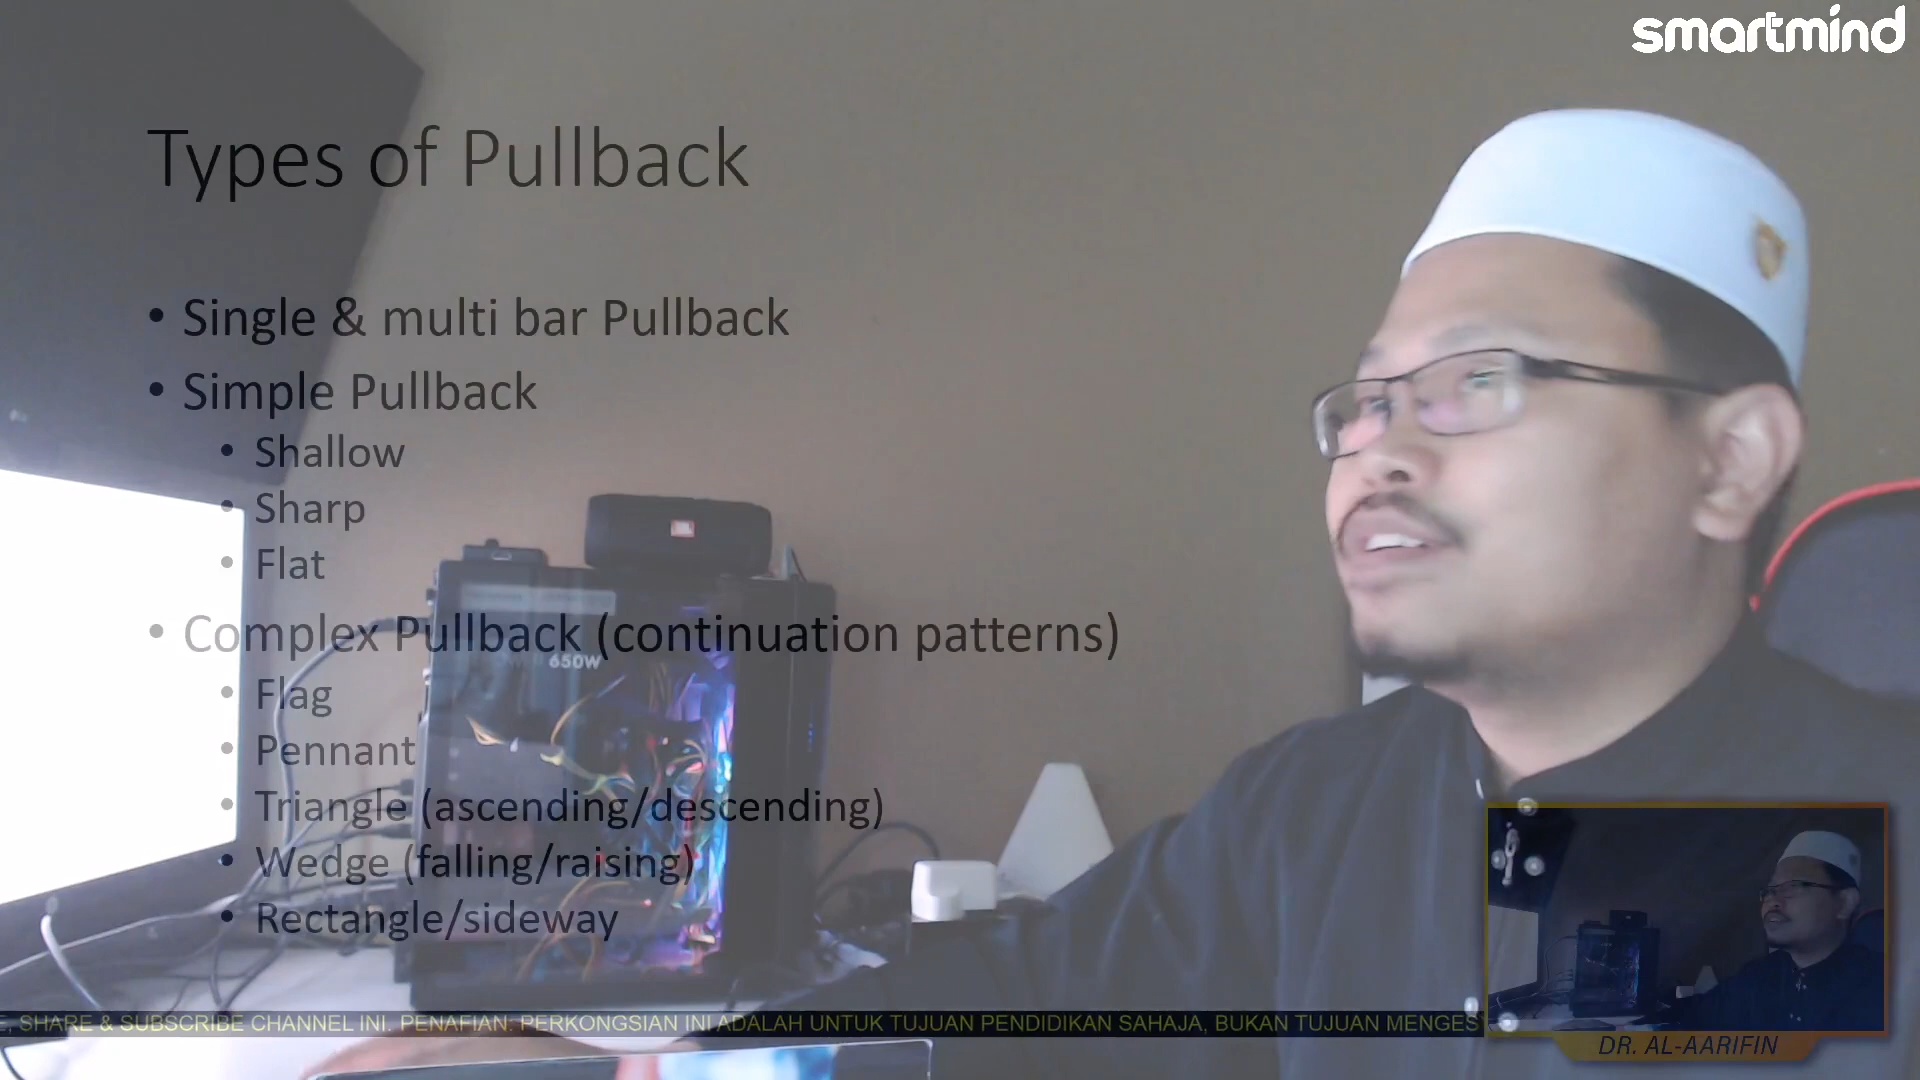 smartmind
Types of Pullback
• Single & multi bar Pullback
• Simple Pullback
• Shallow
• Sharp
• Flat
• Complex Pullback (continuation patterns)
650W
• Flag
• Pennant
• Triangle (ascending/descending)
• Wedge (falling/raising)
• Rectangle/sideway
E, SHARE & SUBSCRIBE CHANNEL INI. PENAFIAN: PERKONGSIAN INI ADALAH UNTUK TUJUAN PENDIDIKAN SAHAJA, BUKAN TUJUAN MENGES
DR. AL-AARIFIN